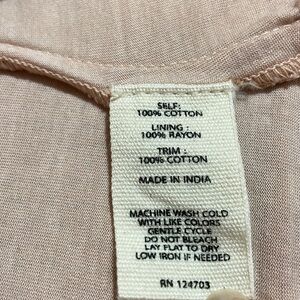 SELF:
100% COTTON
LINING :
100% RAYON
TRIM :
100% COTTON
MADE IN INDIA
MACHINE WASH COLD
WITH LIKE COLORS
GENTLE CYCLE
DO NOT BLEACH
LAY FLAT TO DRY
LOW IRON IF NEEDED
RN 124703